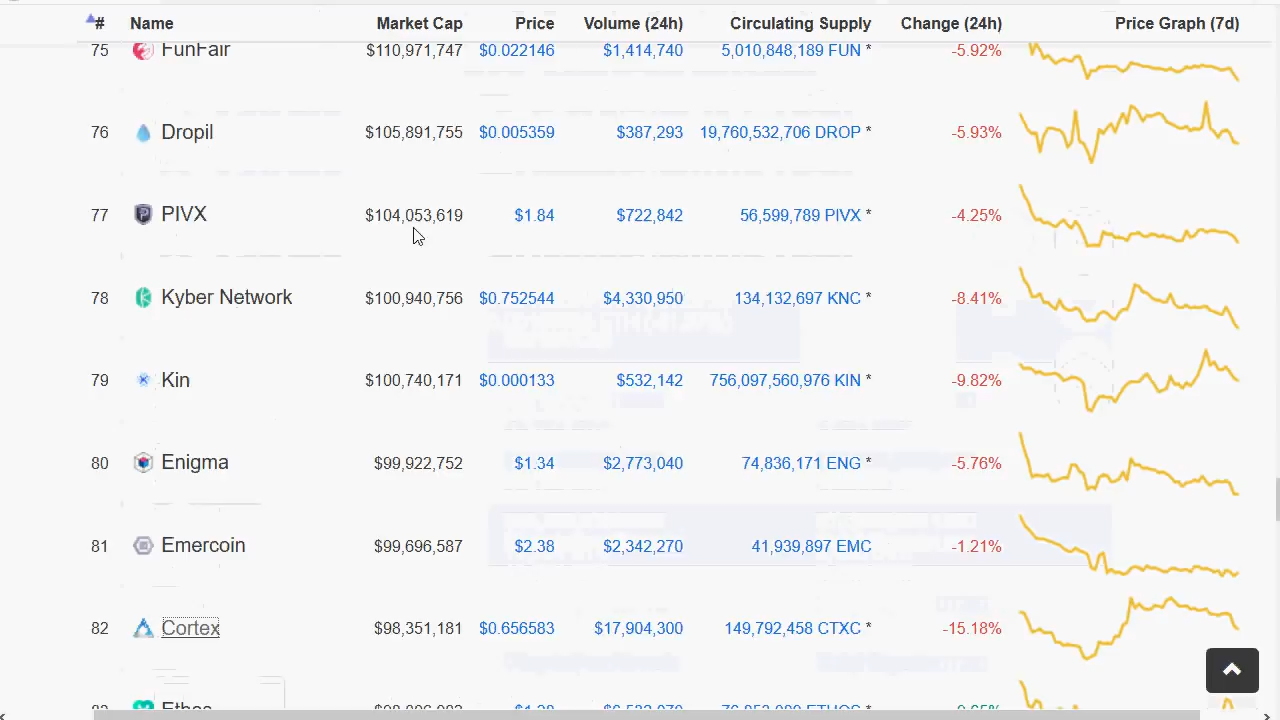 # Name Market Cap Price Volume (24h) Circulating Supply Change (24h) Price Graph (7d)
75 FunFair $110,971,747 $0.022146 $1,414,740 5,010,848,189 FUN * -5.92%
76 Dropil $105,891,755 $0.005359 $387,293 19,760,532,706 DROP * -5.93%
77 PIVX $104,053,619 $1.84 $722,842 56,599,789 PIVX * -4.25%
78 Kyber Network $100,940,756 $0.752544 $4,330,950 134,132,697 KNC * -8.41%
79 Kin $100,740,171 $0.000133 $532,142 756,097,560,976 KIN * -9.82%
80 Enigma $99,922,752 $1.34 $2,773,040 74,836,171 ENG * -5.76%
81 Emercoin $99,696,587 $2.38 $2,342,270 41,939,897 EMC -1.21%
82 Cortex $98,351,181 $0.656583 $17,904,300 149,792,458 CTXC * -15.18%
Ethos